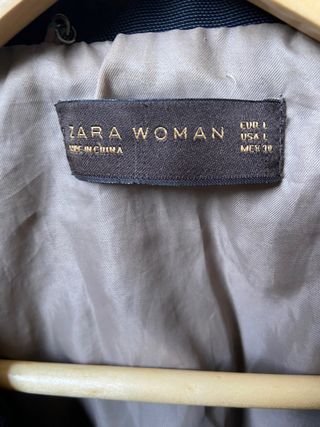 ZARA WOMAN
MADE IN CHINA
EUR L
USA L
MEX 30